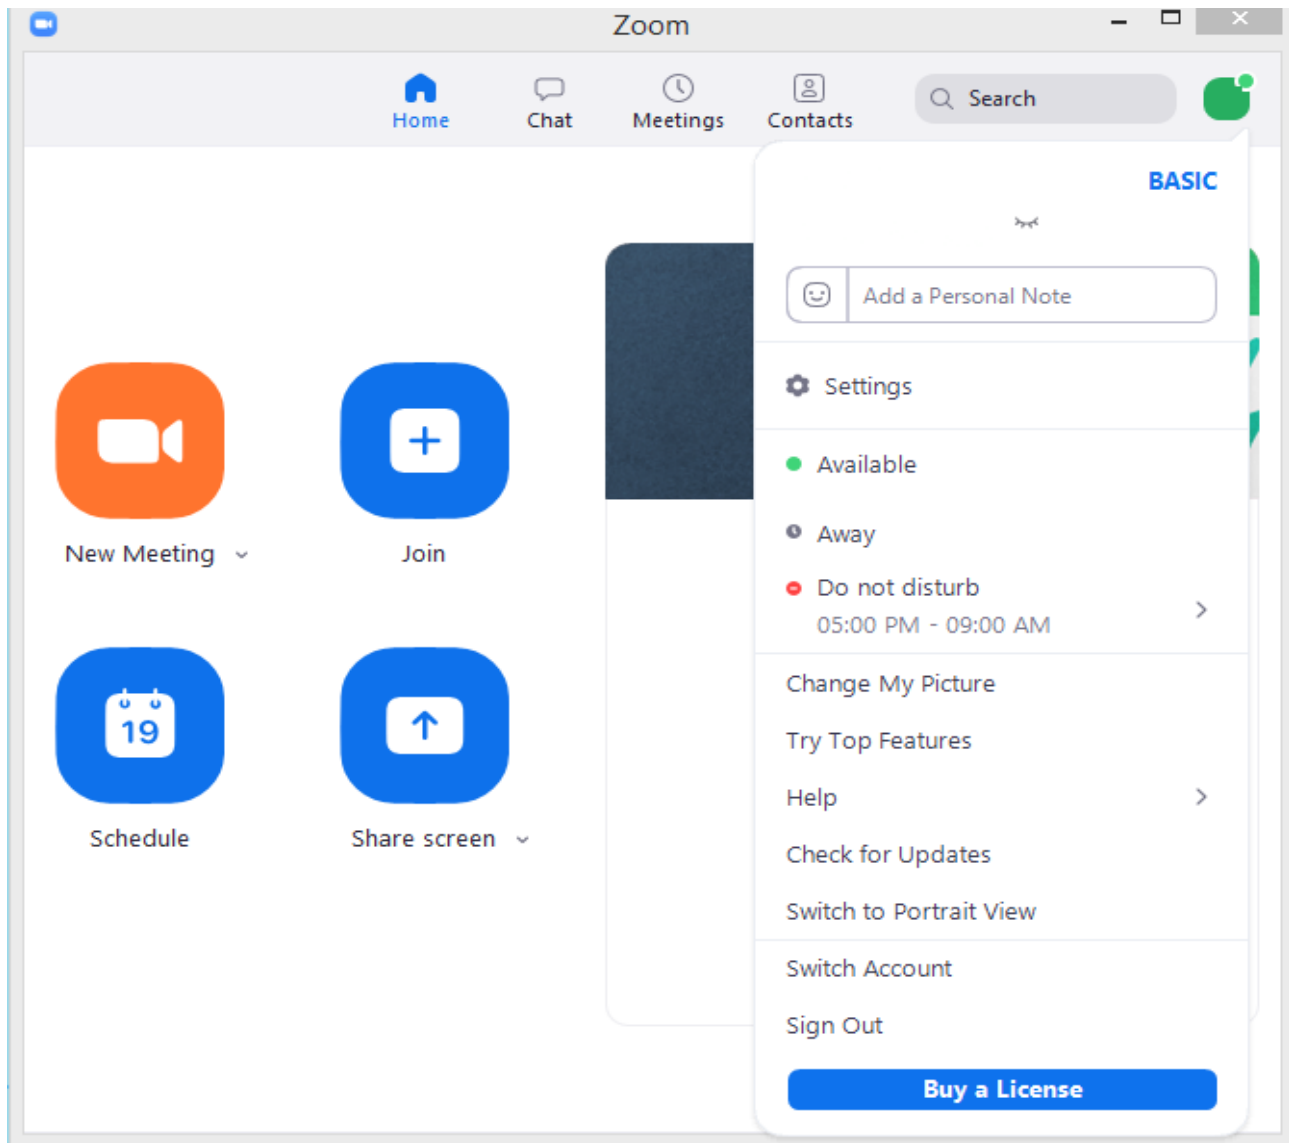 Zoom
Home
Chat
Meetings
Contacts
Search
BASIC
Add a Personal Note
Settings
Available
Away
Do not disturb
05:00 PM - 09:00 AM
Change My Picture
Try Top Features
Help
Check for Updates
Switch to Portrait View
Switch Account
Sign Out
Buy a License
New Meeting
Join
19
Schedule
Share screen